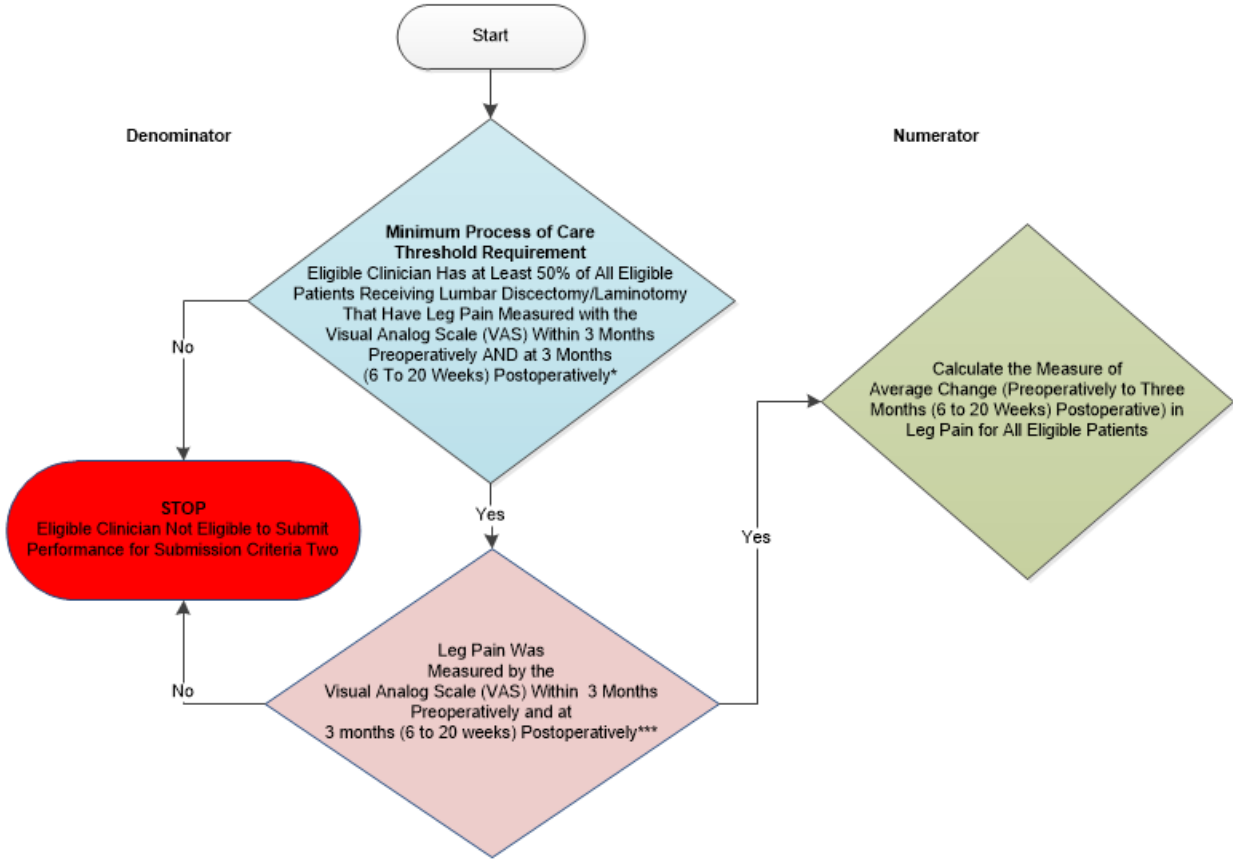 Start
Denominator
Numerator
Minimum Process of Care
Threshold Requirement
Eligible Clinician Has at Least 50% of All Eligible
Patients Receiving Lumbar Discectomy/Laminotomy
That Have Leg Pain Measured with the
Visual Analog Scale (VAS) Within 3 Months
Preoperatively AND at 3 Months
(6 To 20 Weeks) Postoperatively*
No
Calculate the Measure of
Average Change (Preoperatively to Three
Months (6 to 20 Weeks) Postoperative) in
Leg Pain for All Eligible Patients
STOP
Eligible Clinician Not Eligible to Submit
Performance for Submission Criteria Two
Yes
Yes
Leg Pain Was
Measured by the
Visual Analog Scale (VAS) Within 3 Months
Preoperatively and at
3 months (6 to 20 weeks) Postoperatively***
No